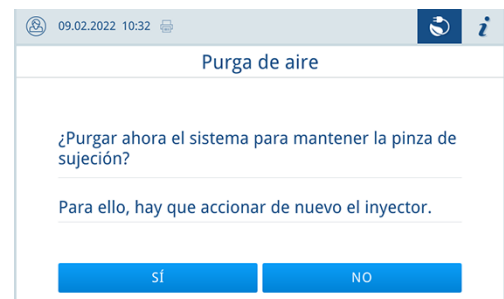 09.02.2022 10:32
i
Purga de aire
¿Purgar ahora el sistema para mantener la pinza de
sujeción?
Para ello, hay que accionar de nuevo el inyector.
SÍ
NO